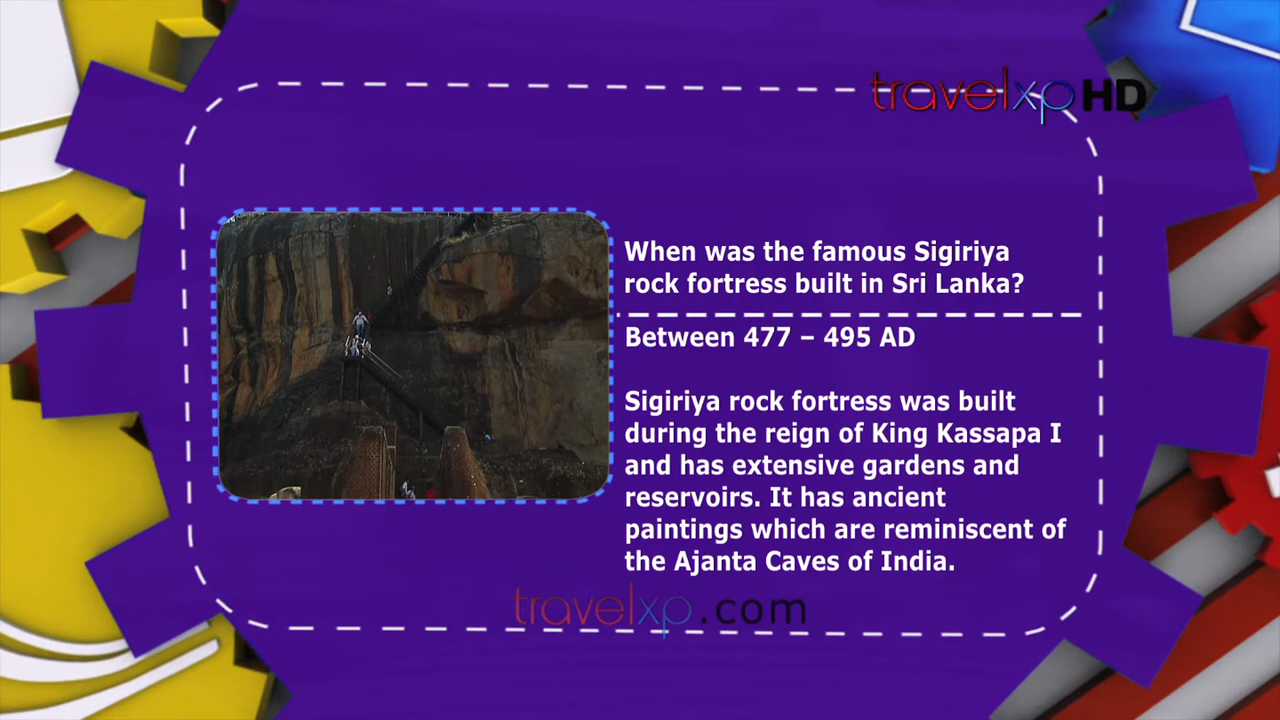 travelxp HD
When was the famous Sigiriya
rock fortress built in Sri Lanka?
Between 477 – 495 AD
Sigiriya rock fortress was built
during the reign of King Kassapa I
and has extensive gardens and
reservoirs. It has ancient
paintings which are reminiscent of
the Ajanta Caves of India.
travelxp.com